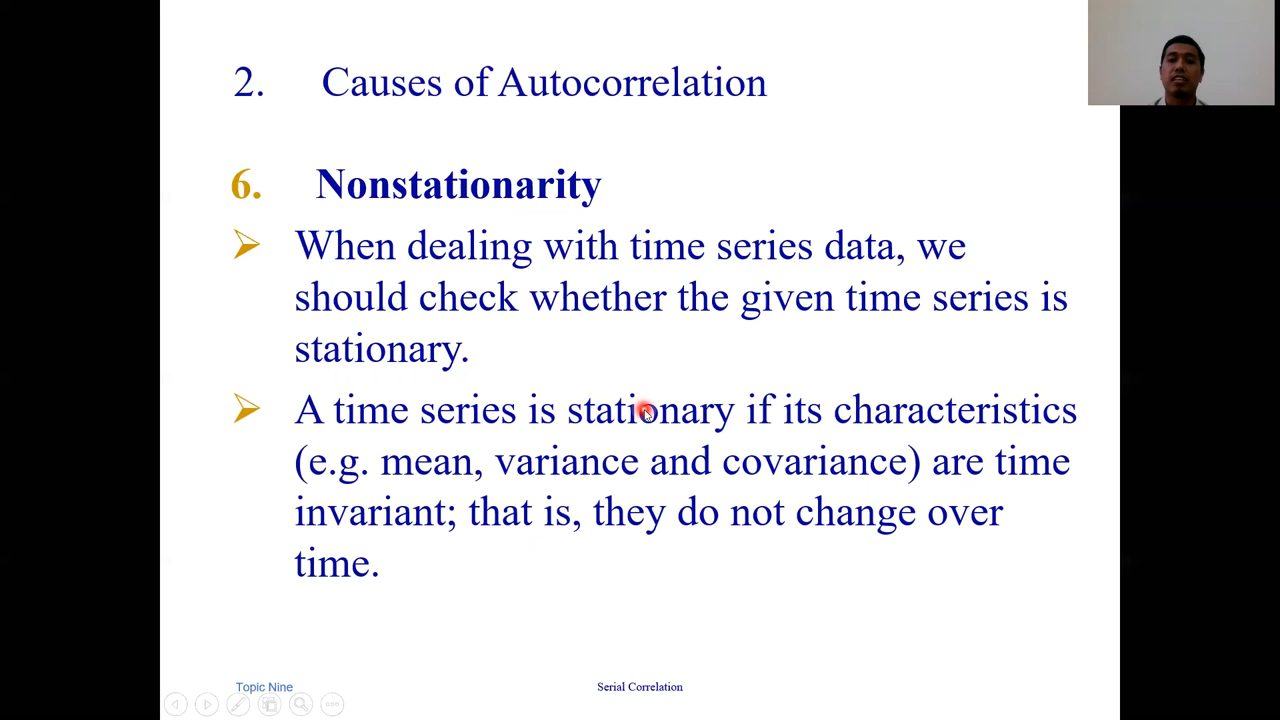 2. Causes of Autocorrelation
6. Nonstationarity
When dealing with time series data, we
should check whether the given time series is
stationary.
A time series is stationary if its characteristics
(e.g. mean, variance and covariance) are time
invariant; that is, they do not change over
time.
Topic Nine
Serial Correlation